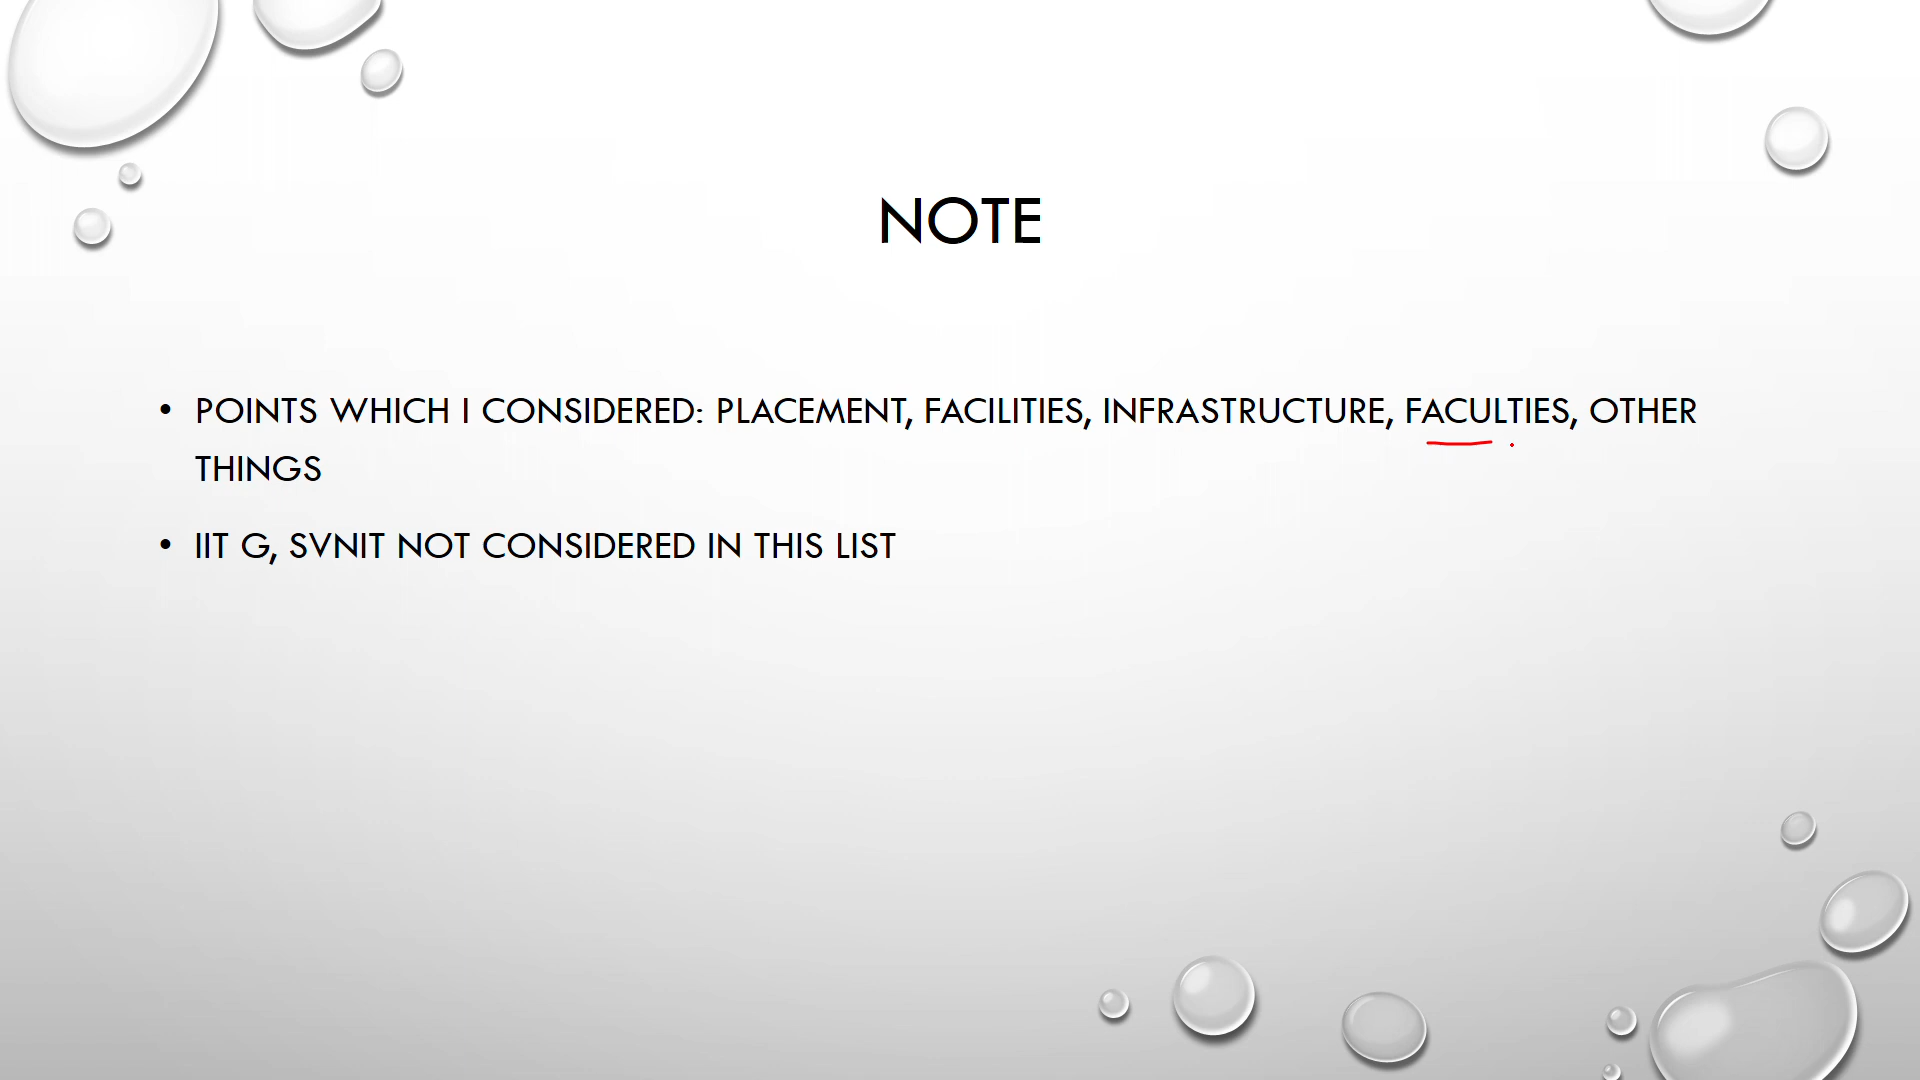 NOTE
• POINTS WHICH I CONSIDERED: PLACEMENT, FACILITIES, INFRASTRUCTURE, FACULTIES, OTHER
THINGS
• IIT G, SVNIT NOT CONSIDERED IN THIS LIST